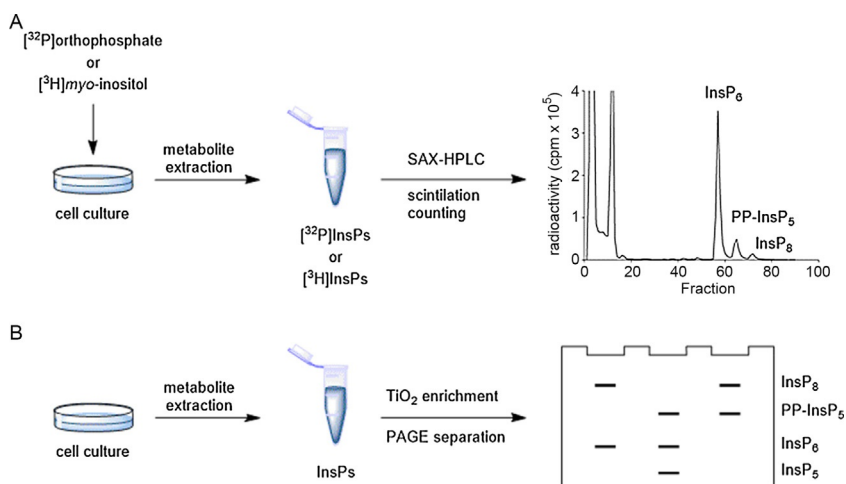 A
[³²P]orthophosphate
or
[³H]myo-inositol
cell culture
metabolite
extraction
[³²P]InsPs
or
[³H]InsPs
SAX-HPLC
scintilation
counting
radioactivity (cpm x 10⁵)
4
3
2
1
0
InsP₆
PP-InsP₅
InsP₈
0 20 40 60 80 100
Fraction
B
cell culture
metabolite
extraction
InsPs
TiO₂ enrichment
PAGE separation
InsP₈
PP-InsP₅
InsP₆
InsP₅